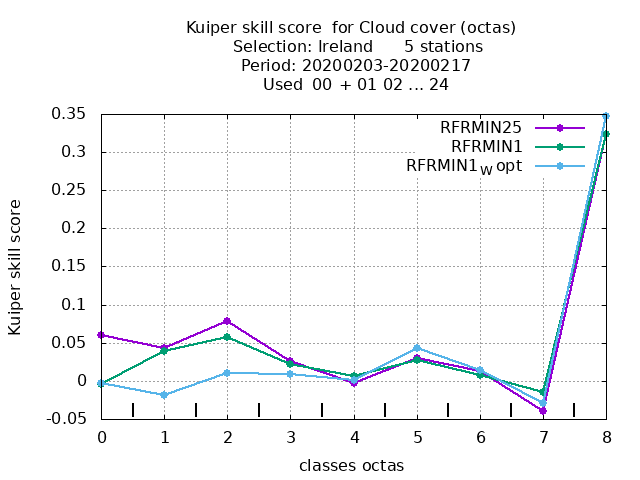 Kuiper skill score  for Cloud cover (octas)
Selection: Ireland      5 stations
Period: 20200203-20200217
Used  00 + 01 02 ... 24
RFRMIN25
RFRMIN1
RFRMIN1W opt
0.35
0.3
0.25
0.2
0.15
0.1
0.05
0
-0.05
Kuiper skill score
0 1 2 3 4 5 6 7 8
classes octas